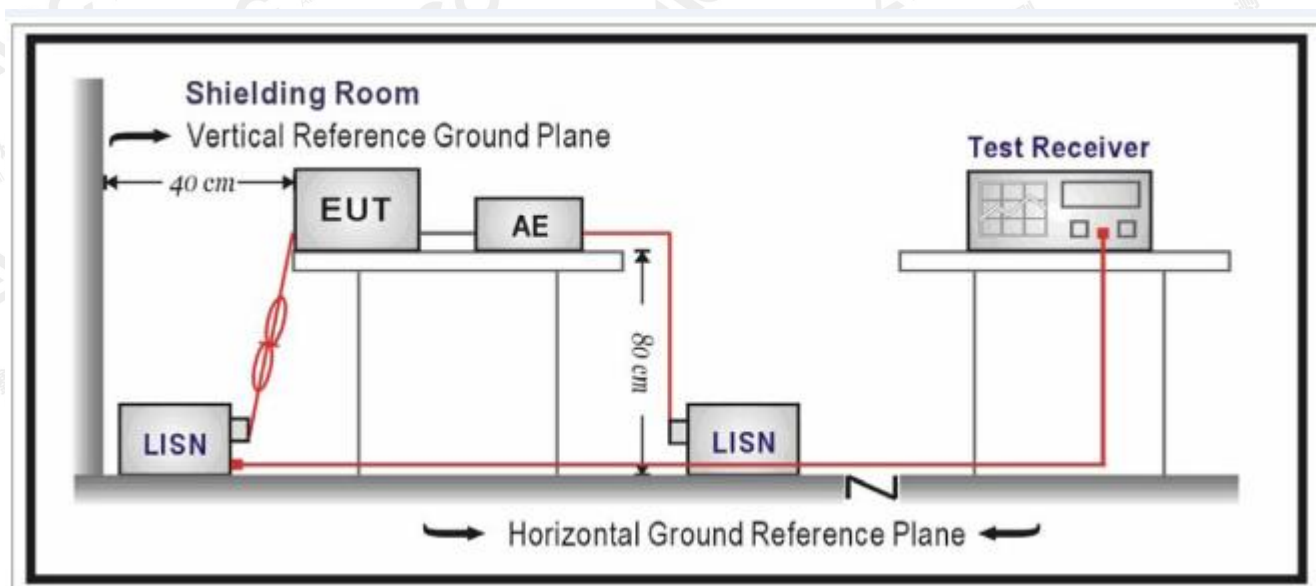 Shielding Room
Vertical Reference Ground Plane
Test Receiver
40 cm
EUT
AE
80 cm
LISN
LISN
Horizontal Ground Reference Plane